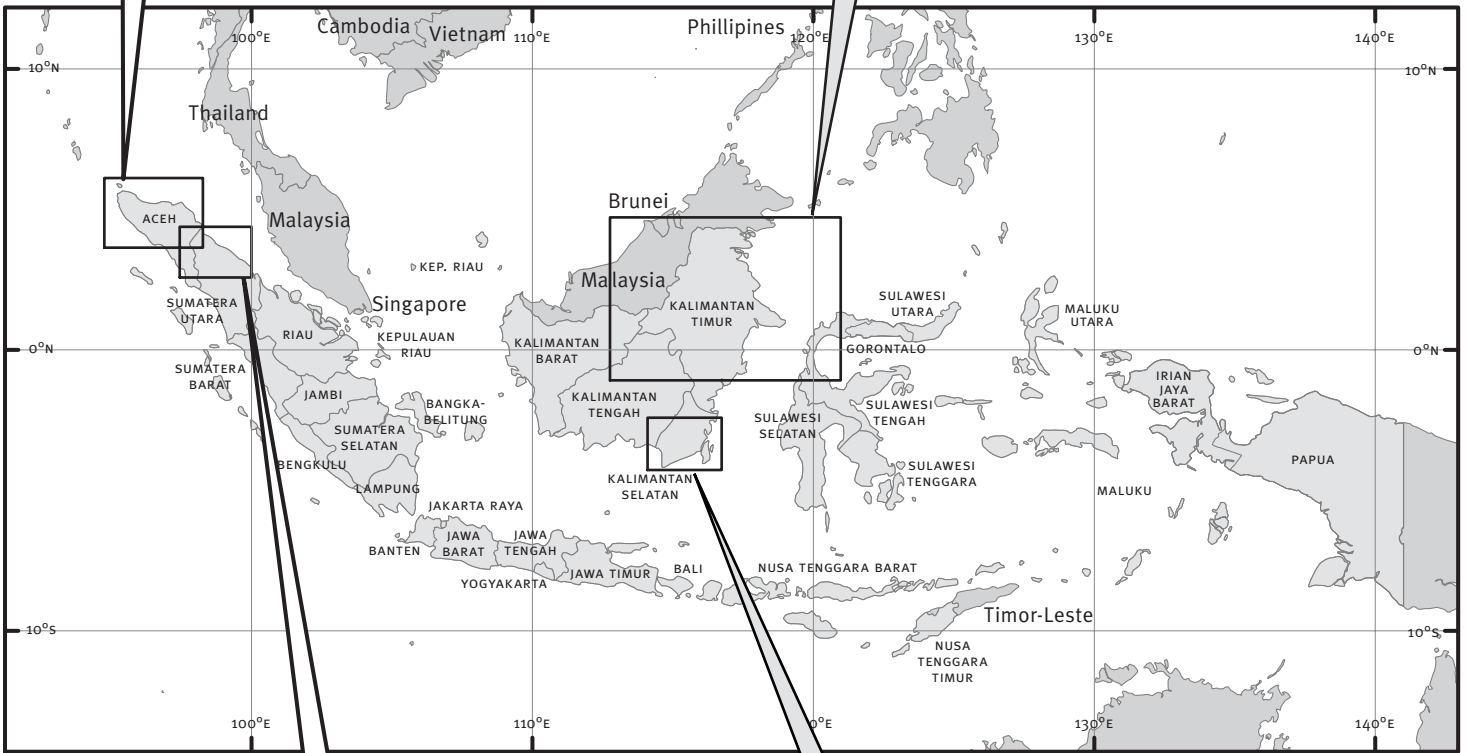 Cambodia
Vietnam
Phillipines
100°E
110°E
120°E
130°E
140°E
10°N
10°N
Thailand
Brunei
ACEH
Malaysia
KEP. RIAU
Malaysia
SUMATERA
UTARA
Singapore
KALIMANTAN
TIMUR
SULAWESI
UTARA
MALUKU
UTARA
RIAU
KEPULAUAN
RIAU
KALIMANTAN
BARAT
GORONTALO
0°N
0°N
SUMATERA
BARAT
JAMBI
BANGKA-
BELITUNG
KALIMANTAN
TENGAH
SULAWESI
SELATAN
SULAWESI
TENGAH
IRIAN
JAYA
BARAT
SUMATERA
SELATAN
BENGKULU
LAMPUNG
KALIMANTAN
SELATAN
SULAWESI
TENGGARA
MALUKU
PAPUA
JAKARTA RAYA
BANTEN
JAWA
BARAT
JAWA
TENGAH
YOGYAKARTA
JAWA TIMUR
BALI
NUSA TENGGARA BARAT
Timor-Leste
NUSA
TENGGARA
TIMUR
10°S
10°S
100°E
110°E
0°E
130°E
140°E